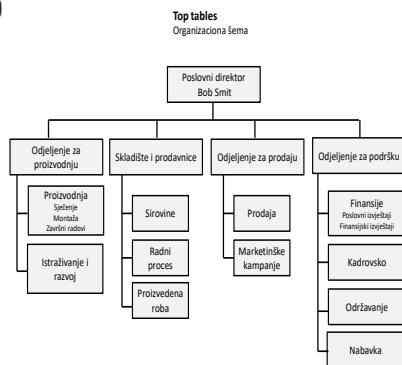 Top tables
Organizaciona šema
Poslovni direktor
Bob Smit
Odjeljenje za
proizvodnju
Skladište i prodavnice
Odjeljenje za prodaju
Odjeljenje za podršku
Proizvodnja
Sječenje
Montaža
Završni radovi
Istraživanje i
razvoj
Sirovine
Radni
proces
Proizvedena
roba
Prodaja
Marketinške
kampanje
Finansije
Poslovni izvještaji
Finansijski izvještaji
Kadrovsko
Održavanje
Nabavka